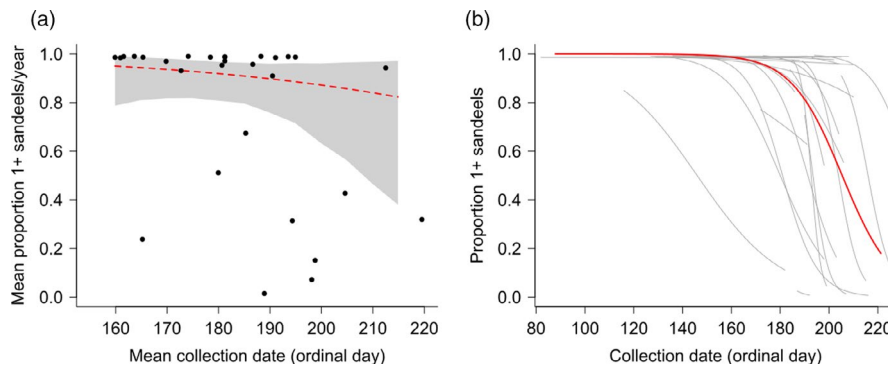 (a)
Mean proportion 1+ sandeels/year
1.0
0.8
0.6
0.4
0.2
0.0
160 170 180 190 200 210 220
Mean collection date (ordinal day)
(b)
Proportion 1+ sandeels
1.0
0.8
0.6
0.4
0.2
0.0
80 100 120 140 160 180 200 220
Collection date (ordinal day)